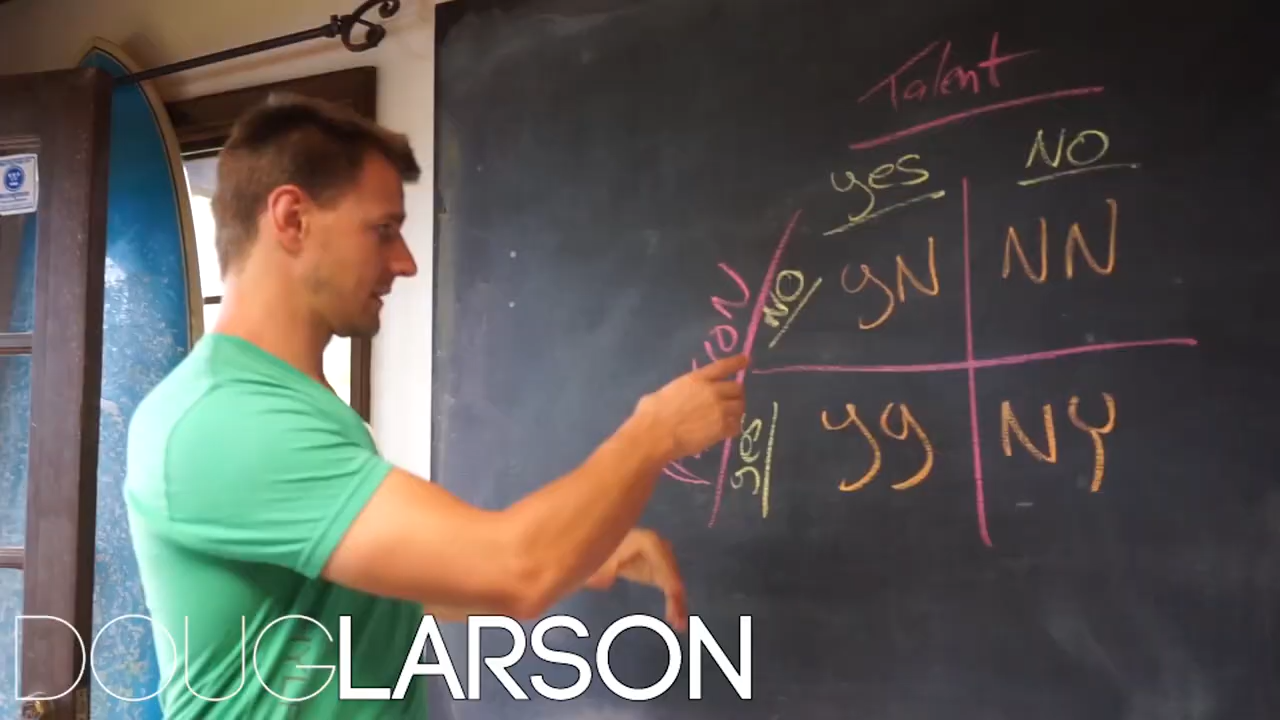 Talent
yes NO
NO yN NN
yes yy NY
DOUGLARSON